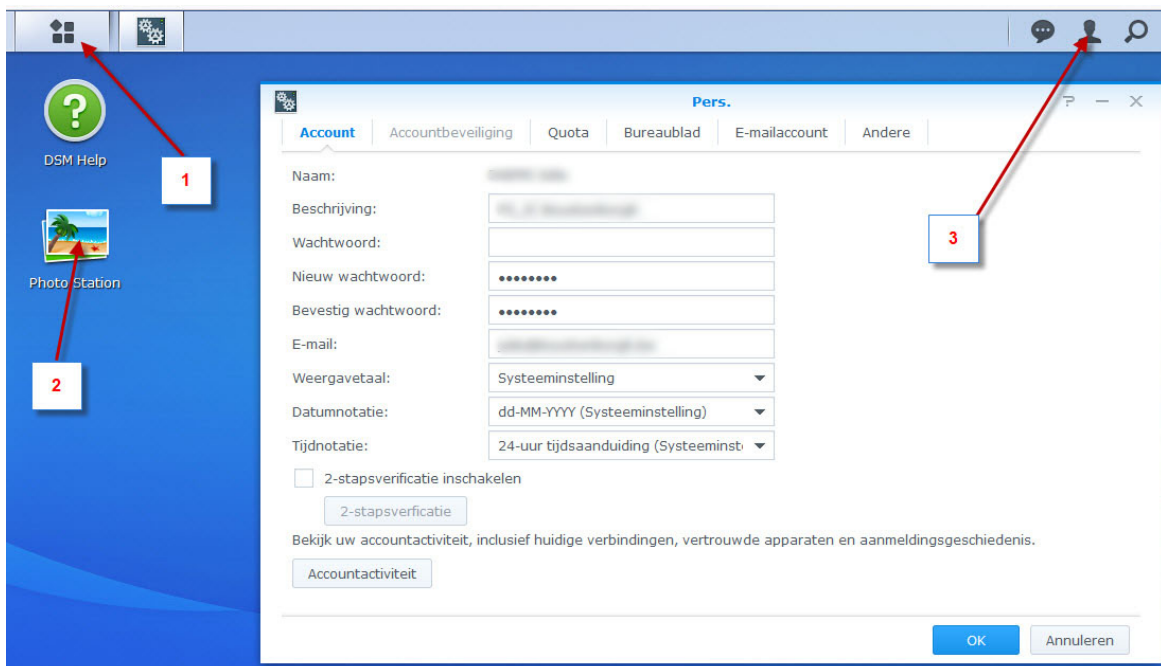 DSM Help
1
Photo Station
2
Pers.
Account Accountbeveiliging Quota Bureaublad E-mailaccount Andere
Naam:
Beschrijving:
Wachtwoord:
Nieuw wachtwoord: ••••••••
Bevestig wachtwoord: ••••••••
E-mail:
Weergavetaal: Systeeminstelling
Datumnotatie: dd-MM-YYYY (Systeeminstelling)
Tijdnotatie: 24-uur tijdsaanduiding (Systeeminst
2-stapsverificatie inschakelen
2-stapsverficatie
Bekijk uw accountactiviteit, inclusief huidige verbindingen, vertrouwde apparaten en aanmeldingsgeschiedenis.
Accountactiviteit
OK Annuleren
3